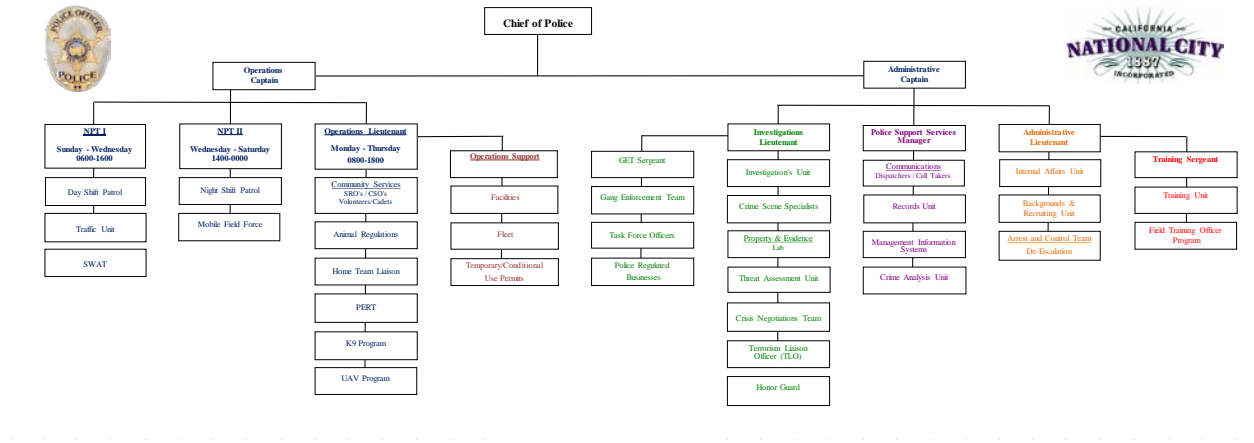 POLICE OFFICER
POLICE
Chief of Police
CALIFORNIA
NATIONAL CITY
1887
INCORPORATED
Operations
Captain
Administrative
Captain
NPT I
Sunday - Wednesday
0600-1600
Day Shift Patrol
Traffic Unit
SWAT
NPT II
Wednesday - Saturday
1400-0000
Night Shift Patrol
Mobile Field Force
Operations Lieutenant
Monday - Thursday
0800-1800
Community Services
SRO's / CSO's
Volunteers/Cadets
Animal Regulations
Home Team Liaison
PERT
K9 Program
UAV Program
Operations Support
Facilities
Fleet
Temporary/Conditional
Use Permits
GET Sergeant
Gang Enforcement Team
Task Force Officers
Police Regulated
Businesses
Investigations
Lieutenant
Investigation's Unit
Crime Scene Specialists
Property & Evidence
Lab
Threat Assessment Unit
Crisis Negotiations Team
Terrorism Liaison
Officer (TLO)
Honor Guard
Police Support Services
Manager
Communications
Dispatchers / Call Takers
Records Unit
Management Information
Systems
Crime Analysis Unit
Administrative
Lieutenant
Internal Affairs Unit
Backgrounds &
Recruiting Unit
Arrest and Control Team
De-Escalation
Training Sergeant
Training Unit
Field Training Officer
Program